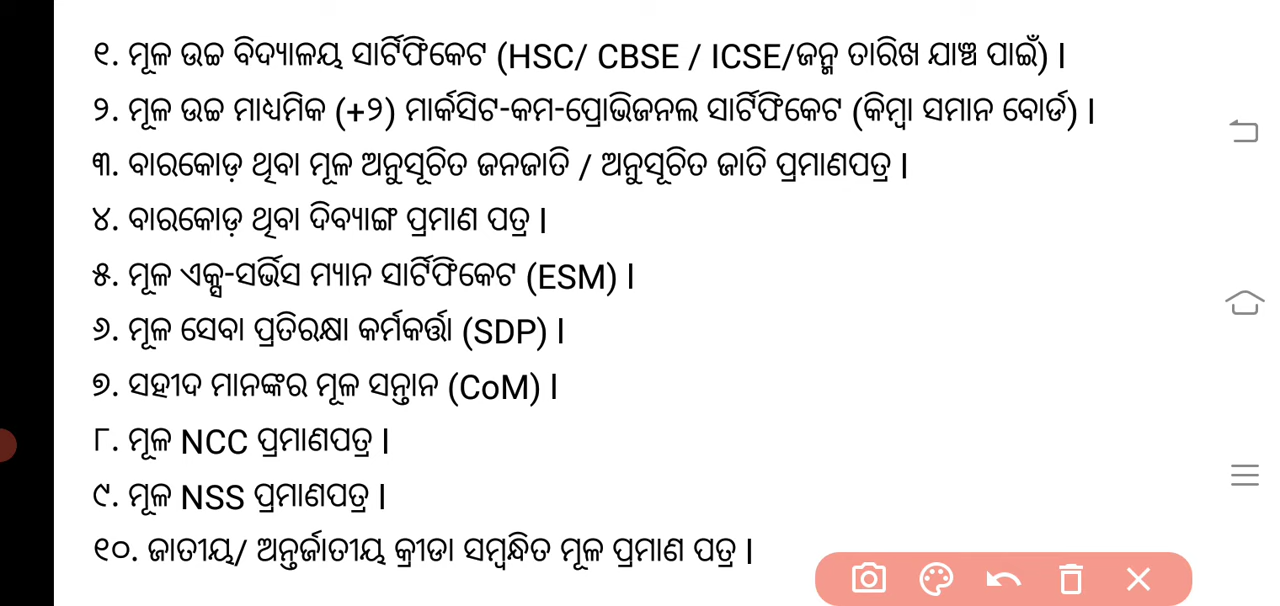 ୧. ମୂଳ ଉଚ୍ଚ ବିଦ୍ୟାଳୟ ସାର୍ଟିଫିକେଟ (HSC/ CBSE / ICSE/ଜନ୍ମ ତାରିଖ ଯାଞ୍ଚ ପାଇଁ) |
୨. ମୂଳ ଉଚ୍ଚ ମାଧ୍ୟମିକ (+୨) ମାର୍କସିଟ-କମ-ପ୍ରୋଭିଜନଲ ସାର୍ଟିଫିକେଟ (କିମ୍ବା ସମାନ ବୋର୍ଡ) |
୩. ବାରକୋଡ଼ ଥିବା ମୂଳ ଅନୁସୂଚିତ ଜନଜାତି / ଅନୁସୂଚିତ ଜାତି ପ୍ରମାଣପତ୍ର |
୪. ବାରକୋଡ଼ ଥିବା ଦିବ୍ୟାଙ୍ଗ ପ୍ରମାଣ ପତ୍ର |
୫. ମୂଳ ଏକ୍ସ-ସର୍ଭିସ ମ୍ୟାନ ସାର୍ଟିଫିକେଟ (ESM) |
୬. ମୂଳ ସେବା ପ୍ରତିରକ୍ଷା କର୍ମକର୍ତ୍ତା (SDP) |
୭. ସହୀଦ ମାନଙ୍କର ମୂଳ ସନ୍ତାନ (CoM) |
୮. ମୂଳ NCC ପ୍ରମାଣପତ୍ର |
୯. ମୂଳ NSS ପ୍ରମାଣପତ୍ର |
୧୦. ଜାତୀୟ/ ଅନ୍ତର୍ଜାତୀୟ କ୍ରୀଡା ସମ୍ବନ୍ଧିତ ମୂଳ ପ୍ରମାଣ ପତ୍ର |